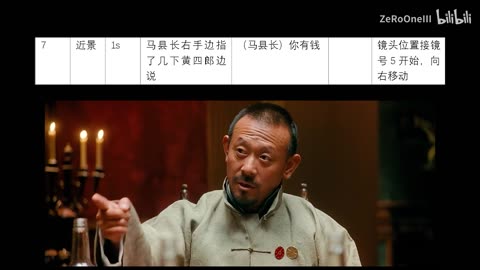 ZeRoOneIII bilibili
7 近景 1s 马县长右手边指 （马县长）你有钱 镜头位置接镜
了几下黄四郎边 号5开始，向
说 右移动